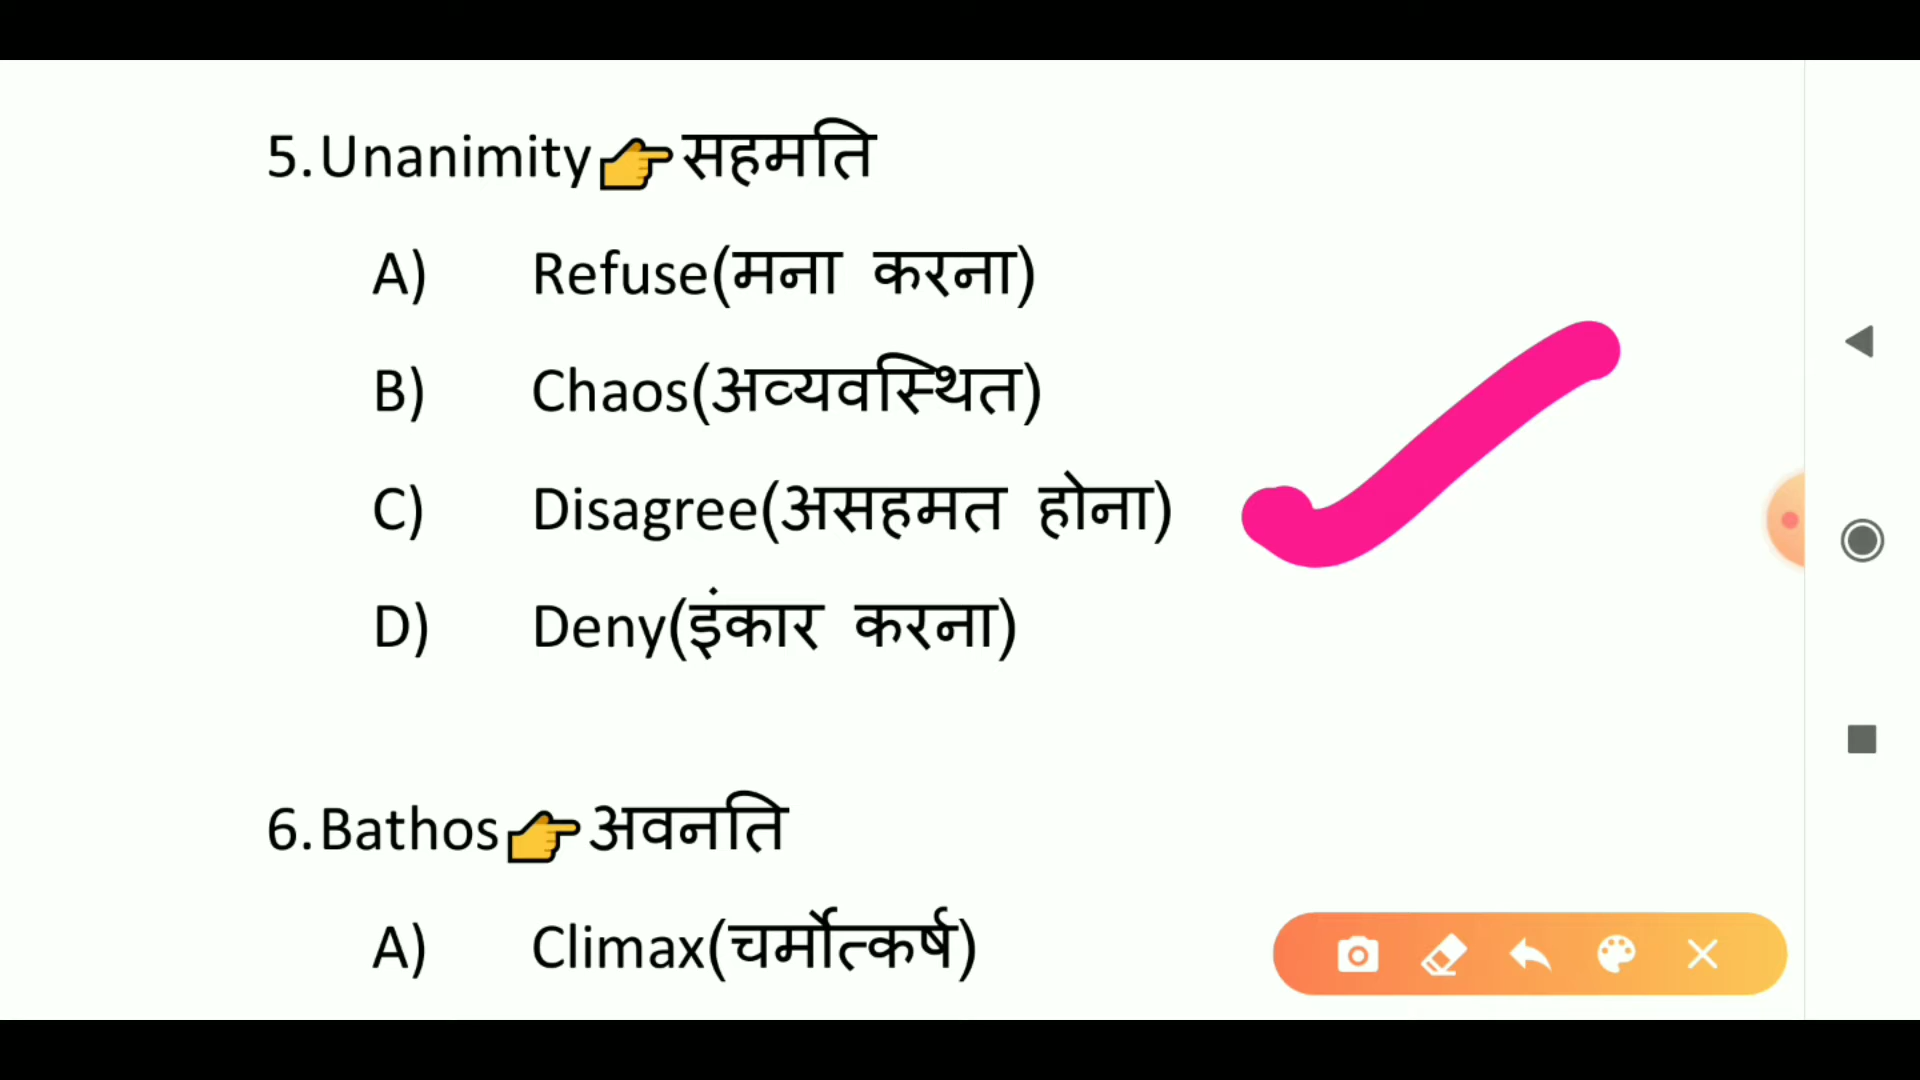 5. Unanimity👉सहमति
A) Refuse(मना करना)
B) Chaos(अव्यवस्थित)
C) Disagree(असहमत होना)
D) Deny(इंकार करना)
6. Bathos👉अवनति
A) Climax(चर्मोत्कर्ष)